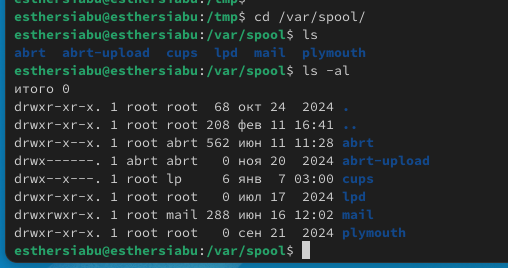 esthersiabu@esthersiabu:/tmp$
esthersiabu@esthersiabu:/tmp$ cd /var/spool/
esthersiabu@esthersiabu:/var/spool$ ls
abrt abrt-upload cups lpd mail plymouth
esthersiabu@esthersiabu:/var/spool$ ls -al
итого 0
drwxr-xr-x. 1 root root 68 окт 24 2024 .
drwxr-xr-x. 1 root root 208 фев 11 16:41 ..
drwxr-x--x. 1 root abrt 562 июн 11 11:28 abrt
drwx------. 1 abrt abrt 0 ноя 20 2024 abrt-upload
drwx--x---. 1 root lp 6 янв 7 03:00 cups
drwxr-xr-x. 1 root root 0 июл 17 2024 lpd
drwxrwxr-x. 1 root mail 288 июн 16 12:02 mail
drwxr-xr-x. 1 root root 0 сен 21 2024 plymouth
esthersiabu@esthersiabu:/var/spool$